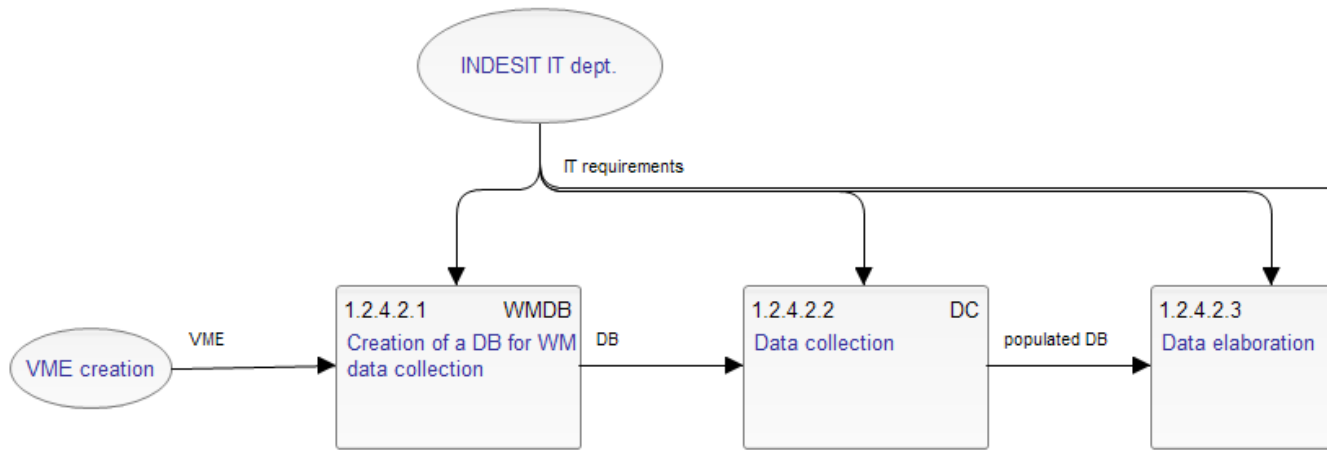 INDESIT IT dept.
IT requirements
1.2.4.2.1 WMDB
Creation of a DB for WM
data collection
1.2.4.2.2 DC
Data collection
1.2.4.2.3
Data elaboration
VME creation
VME
DB
populated DB